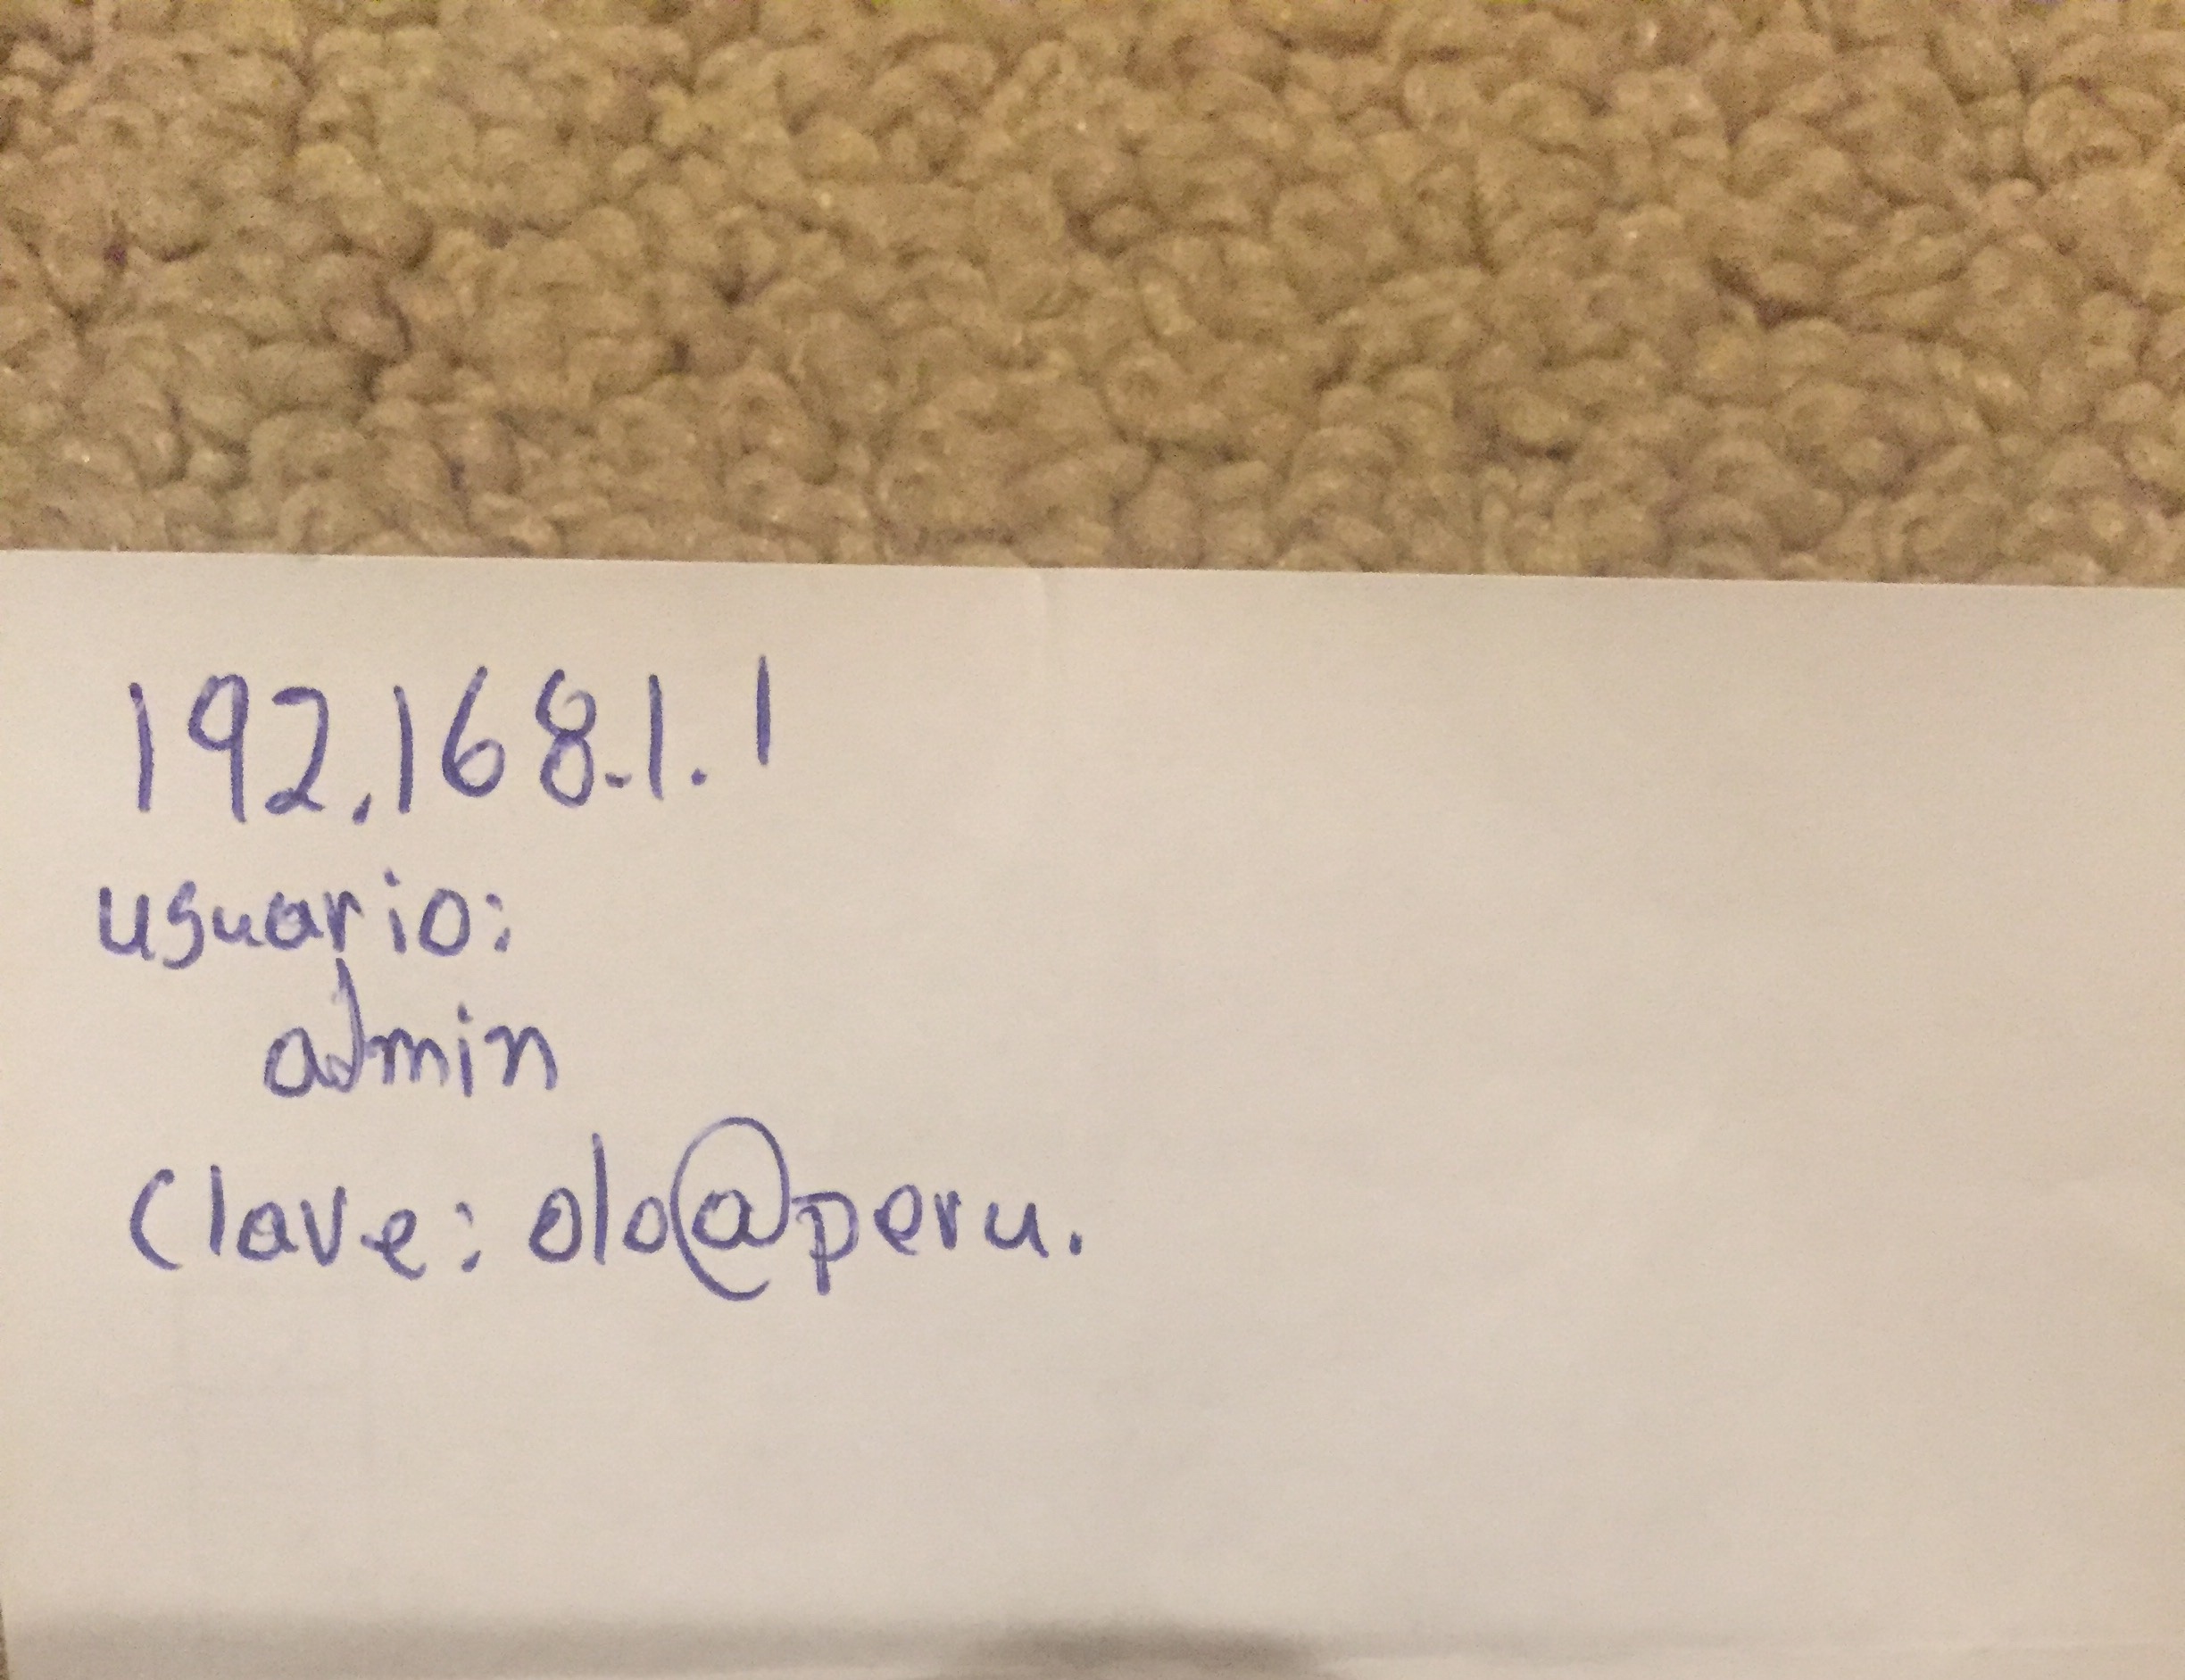 192.168.1.1
usuario:
admin
Clave: olo@peru.